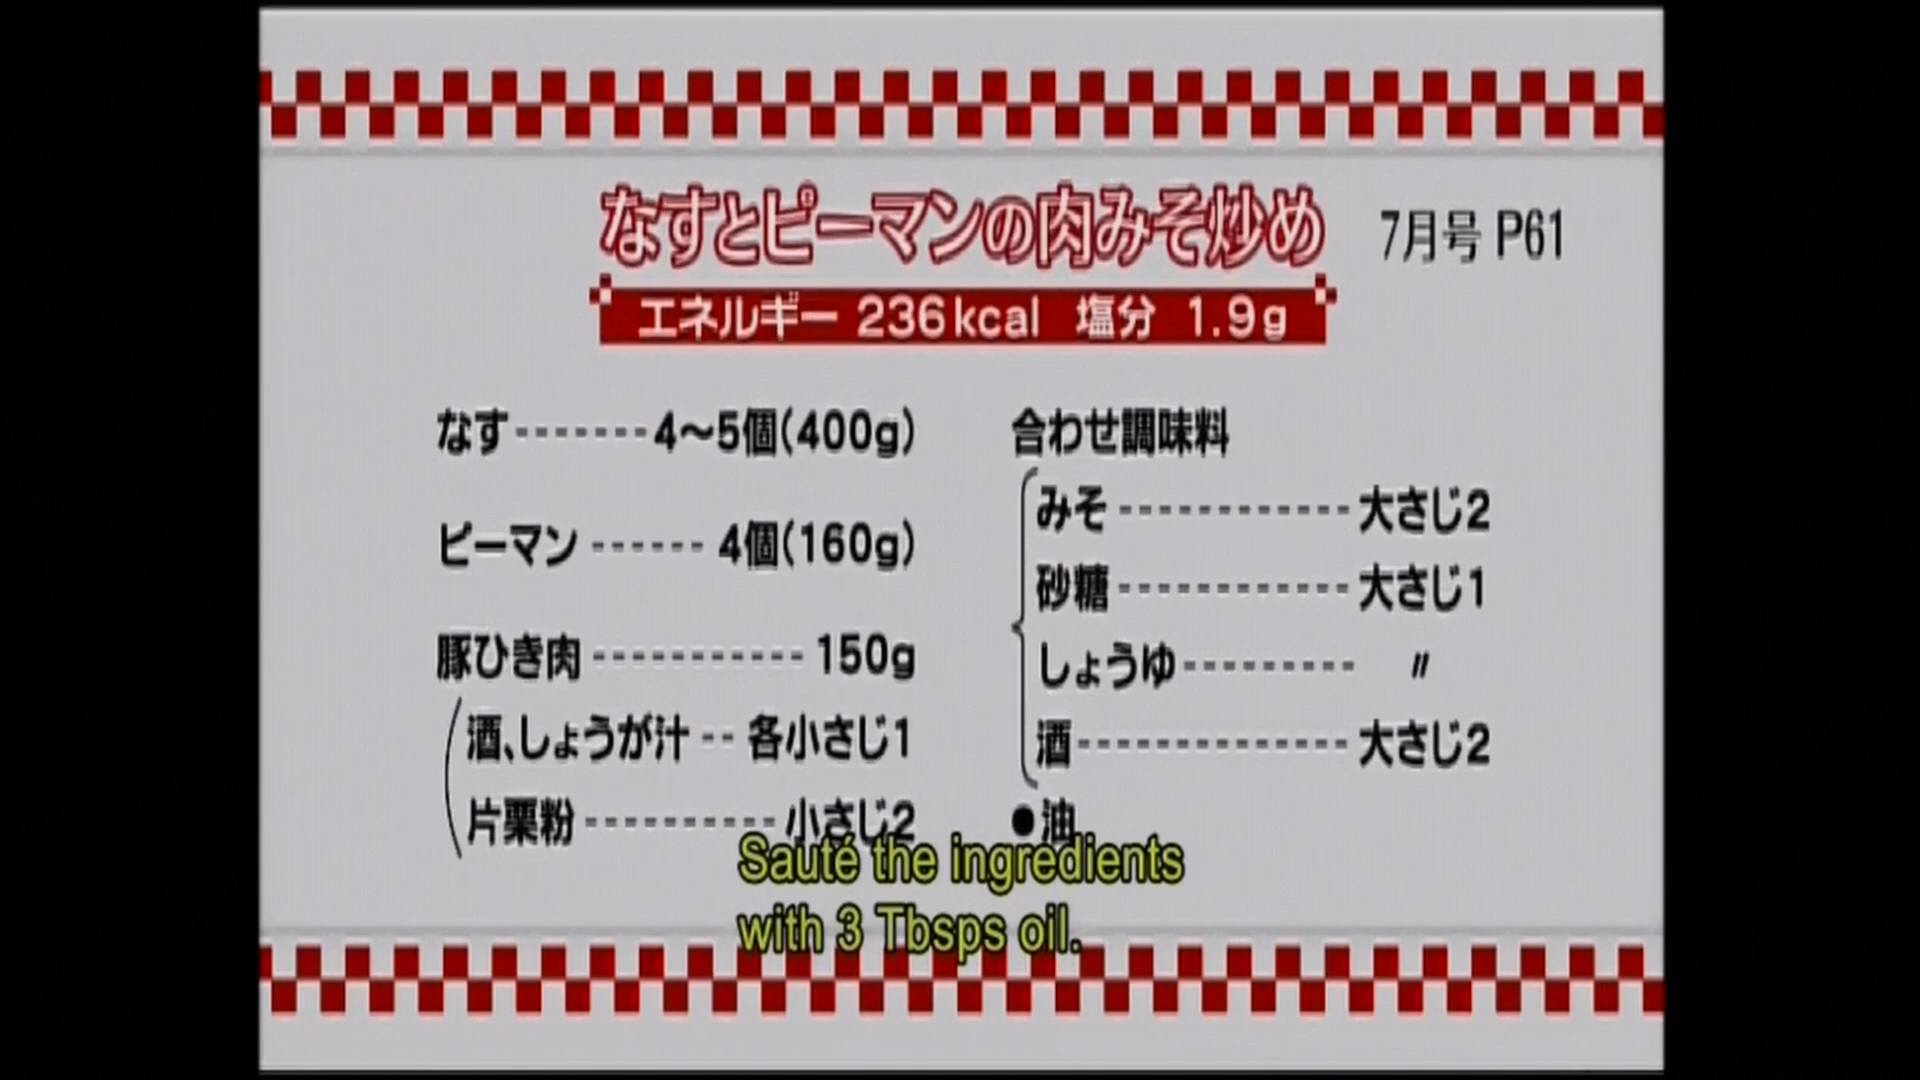 なすとピーマンの肉みそ炒め 7月号 P61
エネルギー 236kcal 塩分 1.9g
なす 4〜5個(400g)
ピーマン 4個(160g)
豚ひき肉 150g
酒、しょうが汁 各小さじ1
片栗粉 小さじ2
合わせ調味料
みそ 大さじ2
砂糖 大さじ1
しょうゆ 〃
酒 大さじ2
●油
Sauté the ingredients
with 3 Tbsps oil.